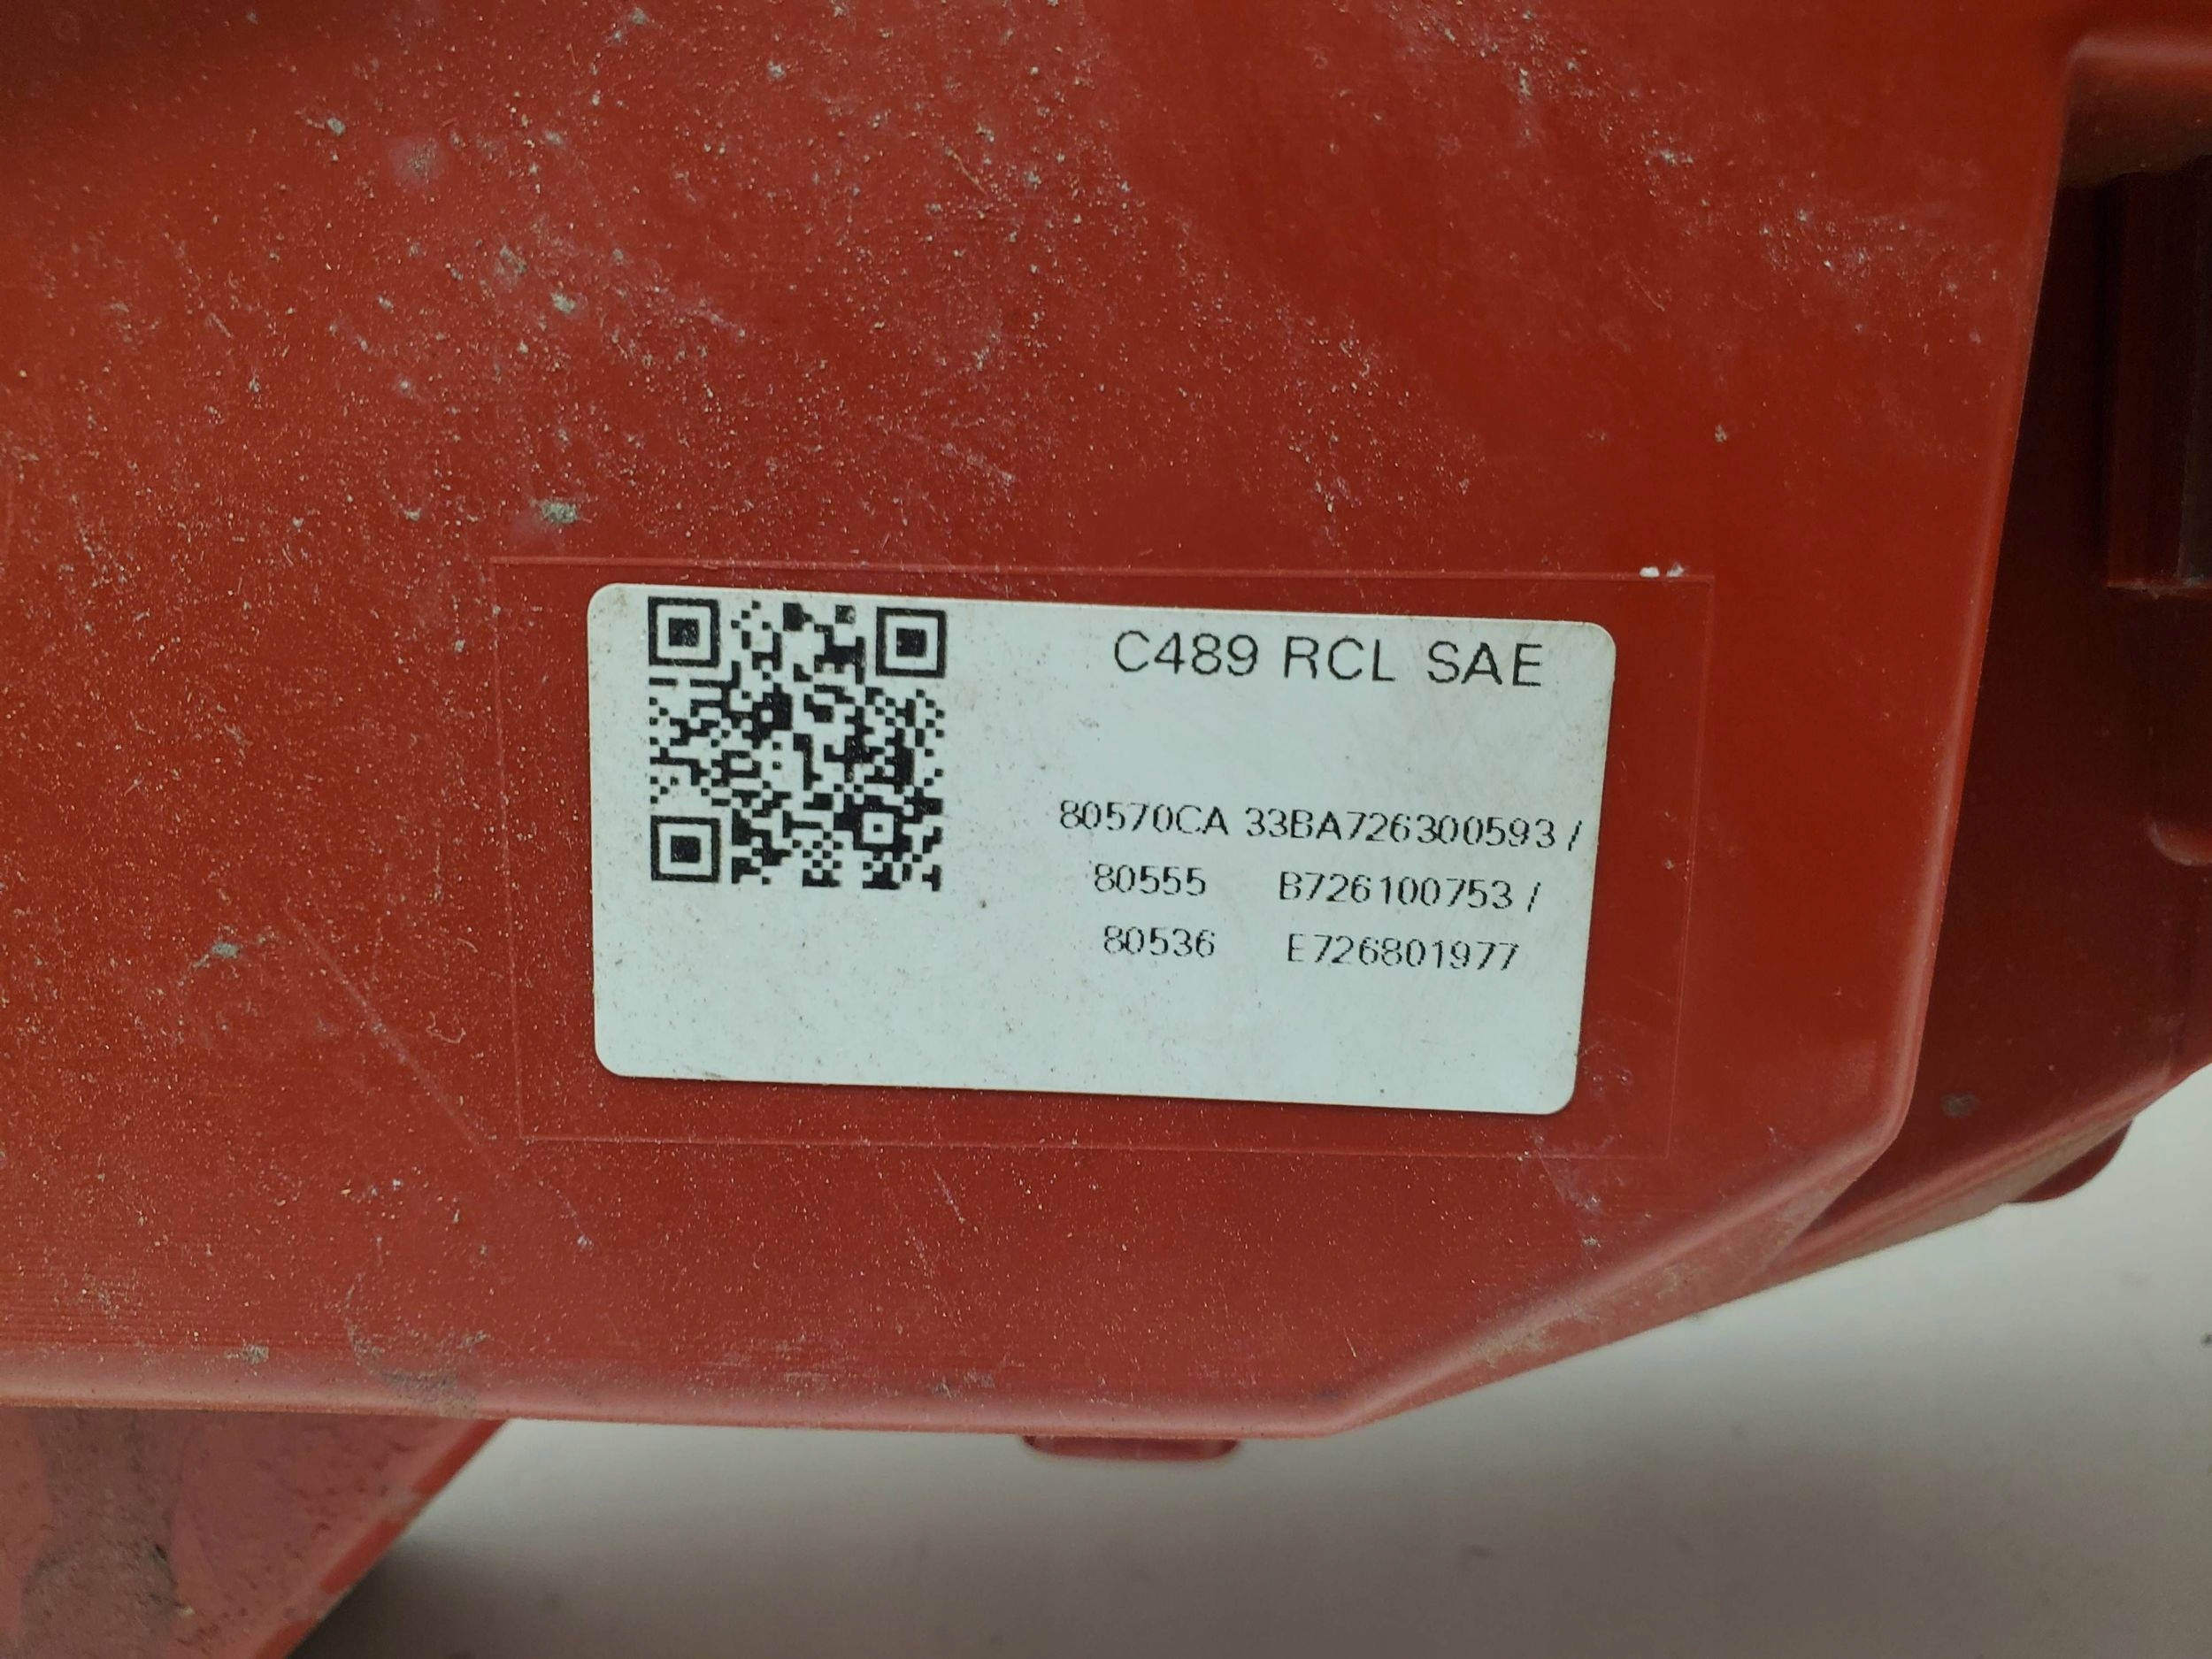 C489 RCL SAE
80570CA 33BA726300593 /
80555 B726100753 /
80536 E726801977